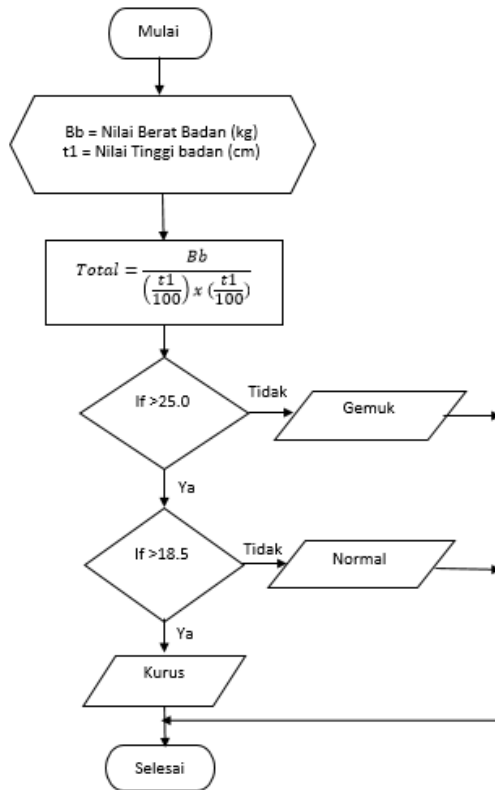 Mulai
Bb = Nilai Berat Badan (kg)
t1 = Nilai Tinggi badan (cm)
Total = Bb / (t1/100) x (t1/100)
If >25.0
Tidak
Gemuk
Ya
If >18.5
Tidak
Normal
Ya
Kurus
Selesai